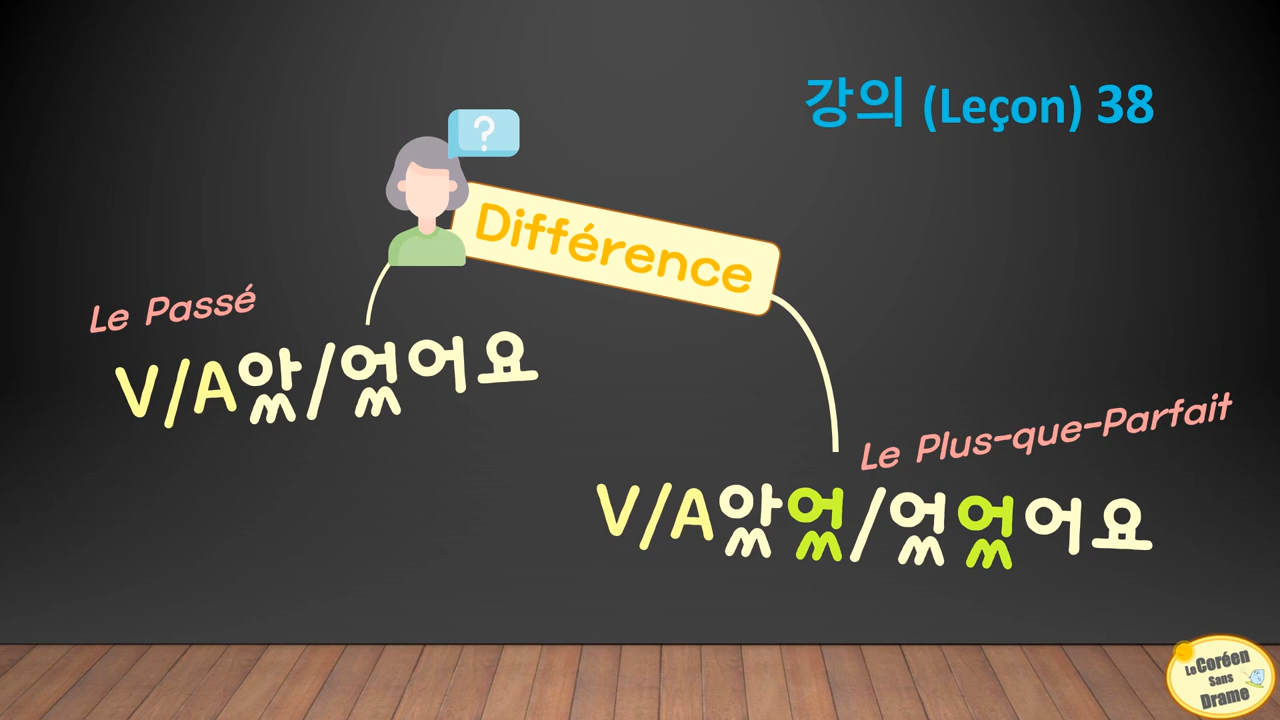 강의 (Leçon) 38
?
Différence
Le Passé
V/A았/었어요
Le Plus-que-Parfait
V/A았었/었었어요
Le Coréen
Sans
Drame